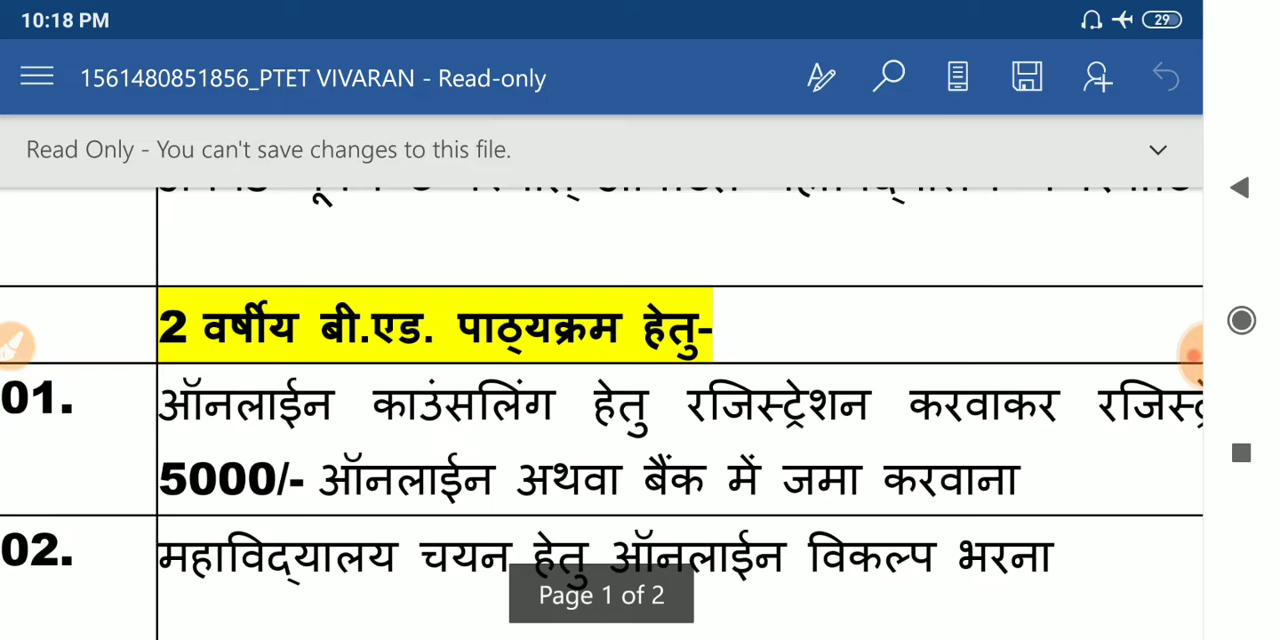 10:18 PM
29
1561480851856_PTET VIVARAN - Read-only
Read Only - You can't save changes to this file.
2 वर्षीय बी.एड. पाठ्यक्रम हेतु-
01. ऑनलाईन काउंसलिंग हेतु रजिस्ट्रेशन करवाकर
5000/- ऑनलाईन अथवा बैंक में जमा करवाना
02. महाविद्यालय चयन हेतु ऑनलाईन विकल्प भरना
Page 1 of 2